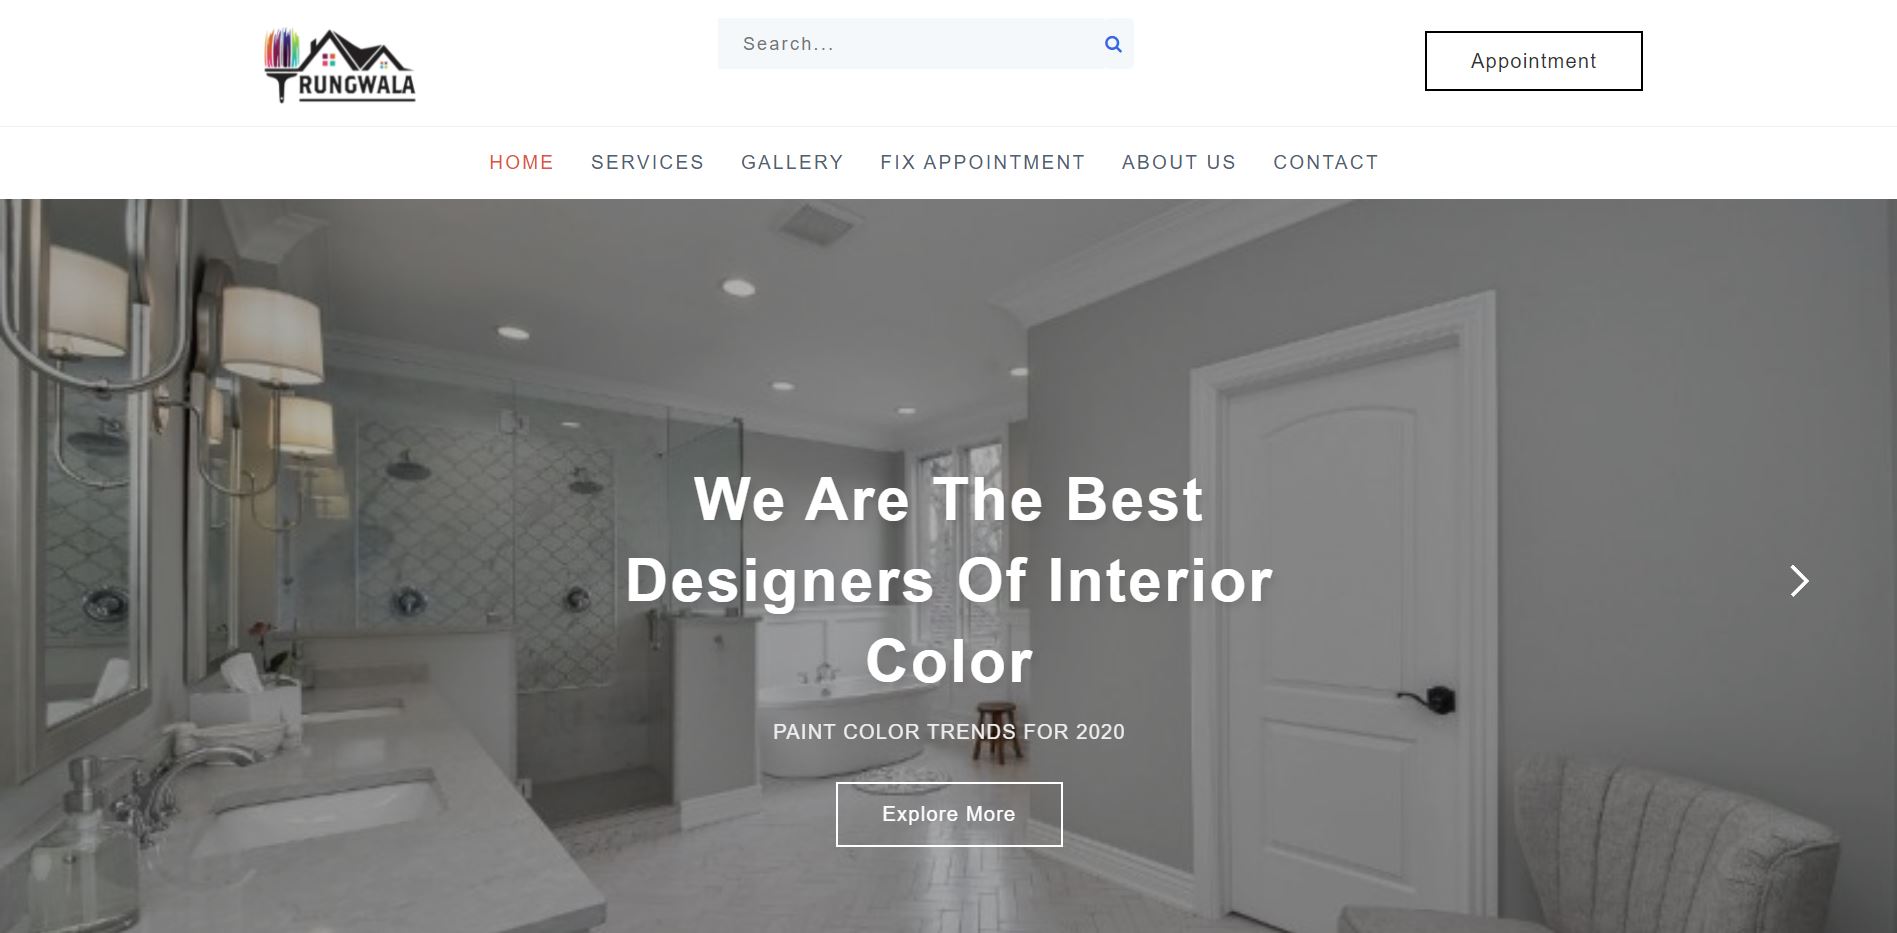 RUNGWALA
Search...
Appointment
HOME SERVICES GALLERY FIX APPOINTMENT ABOUT US CONTACT
We Are The Best
Designers Of Interior
Color
PAINT COLOR TRENDS FOR 2020
Explore More